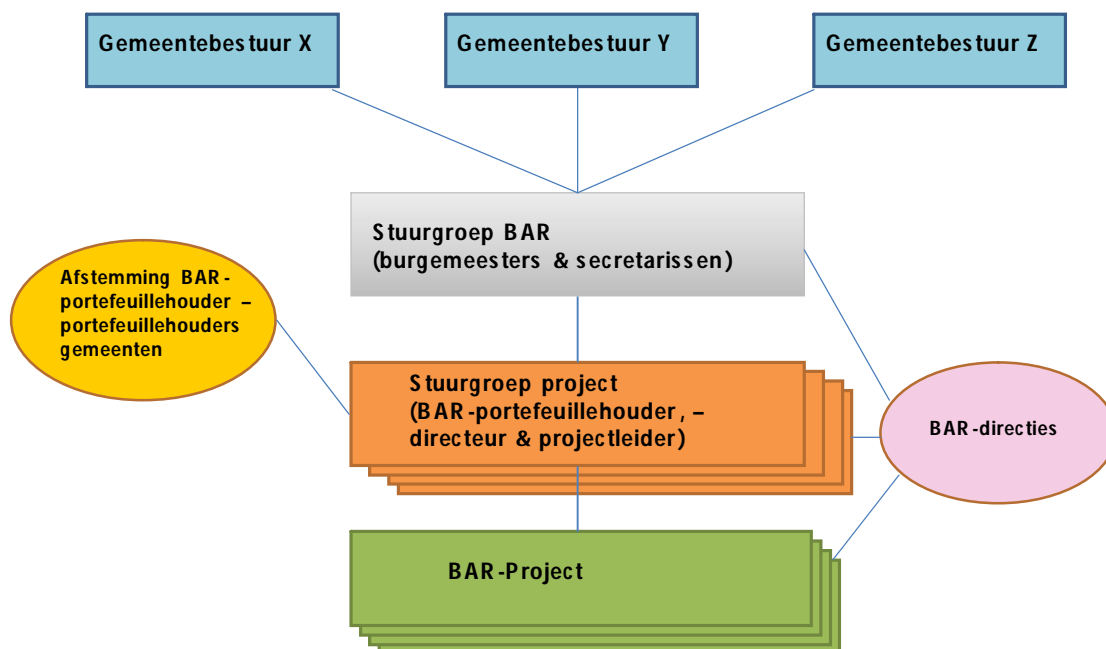 Gemeentebestuur X
Gemeentebestuur Y
Gemeentebestuur Z
Stuurgroep BAR
(burgemeesters & secretarissen)
Afstemming BAR-
portefeuillehouder –
portefeuillehouders
gemeenten
Stuurgroep project
(BAR-portefeuillehouder, –
directeur & projectleider)
BAR-directies
BAR-Project